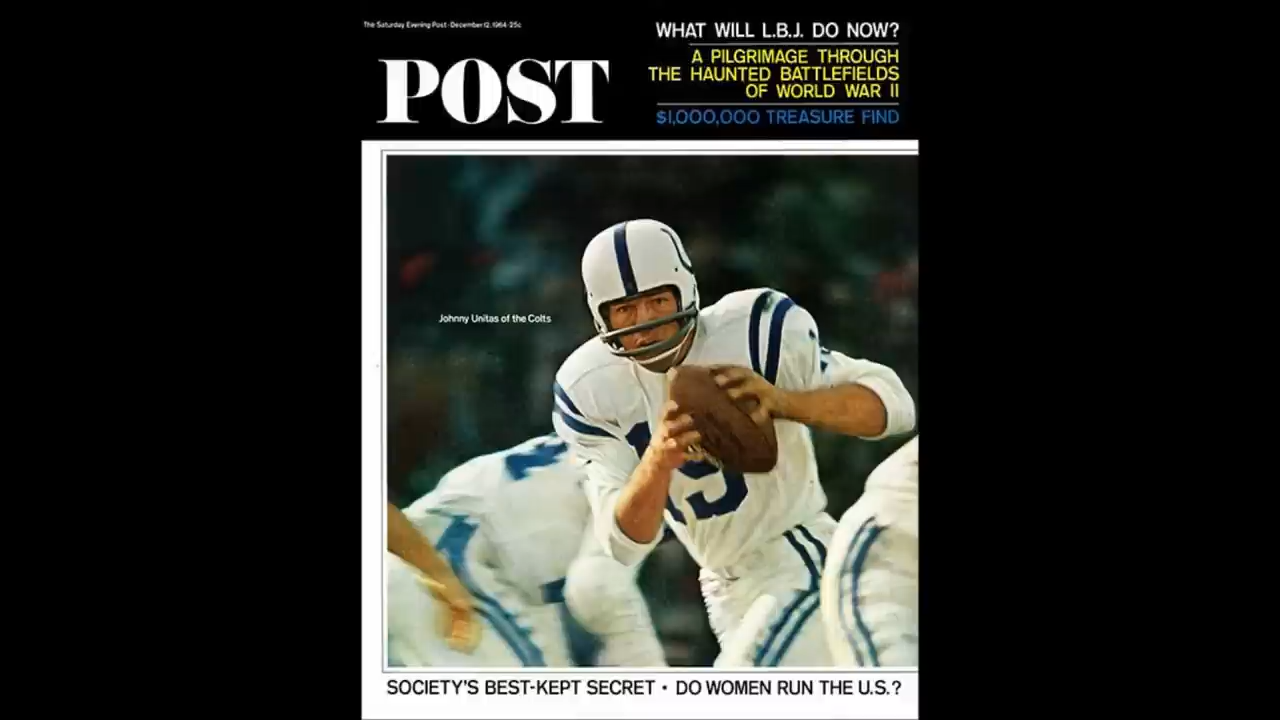 The Saturday Evening Post · December 12, 1964 · 25c
POST
WHAT WILL L.B.J. DO NOW?
A PILGRIMAGE THROUGH
THE HAUNTED BATTLEFIELDS
OF WORLD WAR II
$1,000,000 TREASURE FIND
Johnny Unitas of the Colts
19
SOCIETY'S BEST-KEPT SECRET · DO WOMEN RUN THE U.S.?